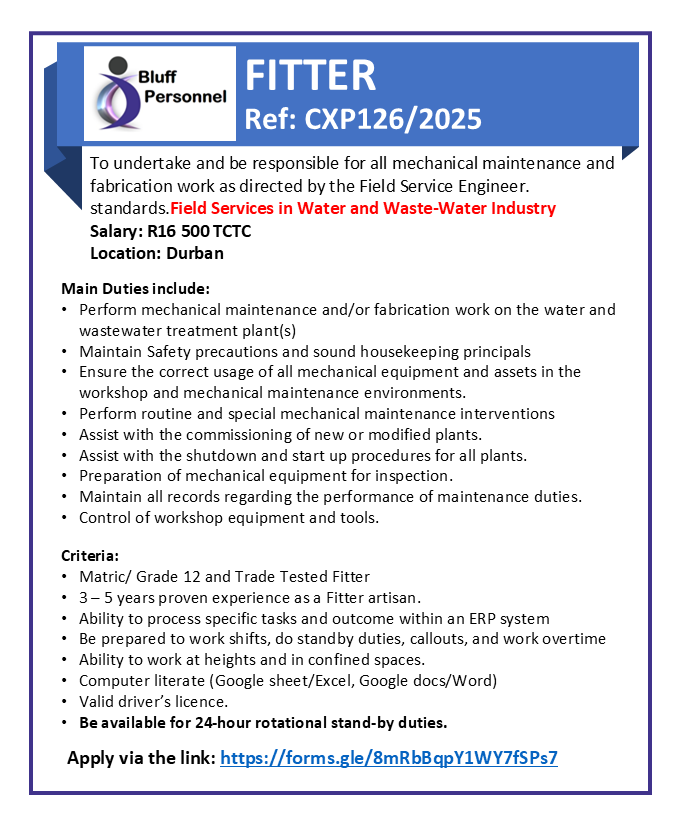 Bluff
Personnel
FITTER
Ref: CXP126/2025
To undertake and be responsible for all mechanical maintenance and
fabrication work as directed by the Field Service Engineer.
standards.Field Services in Water and Waste-Water Industry
Salary: R16 500 TCTC
Location: Durban
Main Duties include:
• Perform mechanical maintenance and/or fabrication work on the water and
wastewater treatment plant(s)
• Maintain Safety precautions and sound housekeeping principals
• Ensure the correct usage of all mechanical equipment and assets in the
workshop and mechanical maintenance environments.
• Perform routine and special mechanical maintenance interventions
• Assist with the commissioning of new or modified plants.
• Assist with the shutdown and start up procedures for all plants.
• Preparation of mechanical equipment for inspection.
• Maintain all records regarding the performance of maintenance duties.
• Control of workshop equipment and tools.
Criteria:
• Matric/ Grade 12 and Trade Tested Fitter
• 3 – 5 years proven experience as a Fitter artisan.
• Ability to process specific tasks and outcome within an ERP system
• Be prepared to work shifts, do standby duties, callouts, and work overtime
• Ability to work at heights and in confined spaces.
• Computer literate (Google sheet/Excel, Google docs/Word)
• Valid driver’s licence.
• Be available for 24-hour rotational stand-by duties.
Apply via the link: https://forms.gle/8mRbBqpY1WY7fSPs7